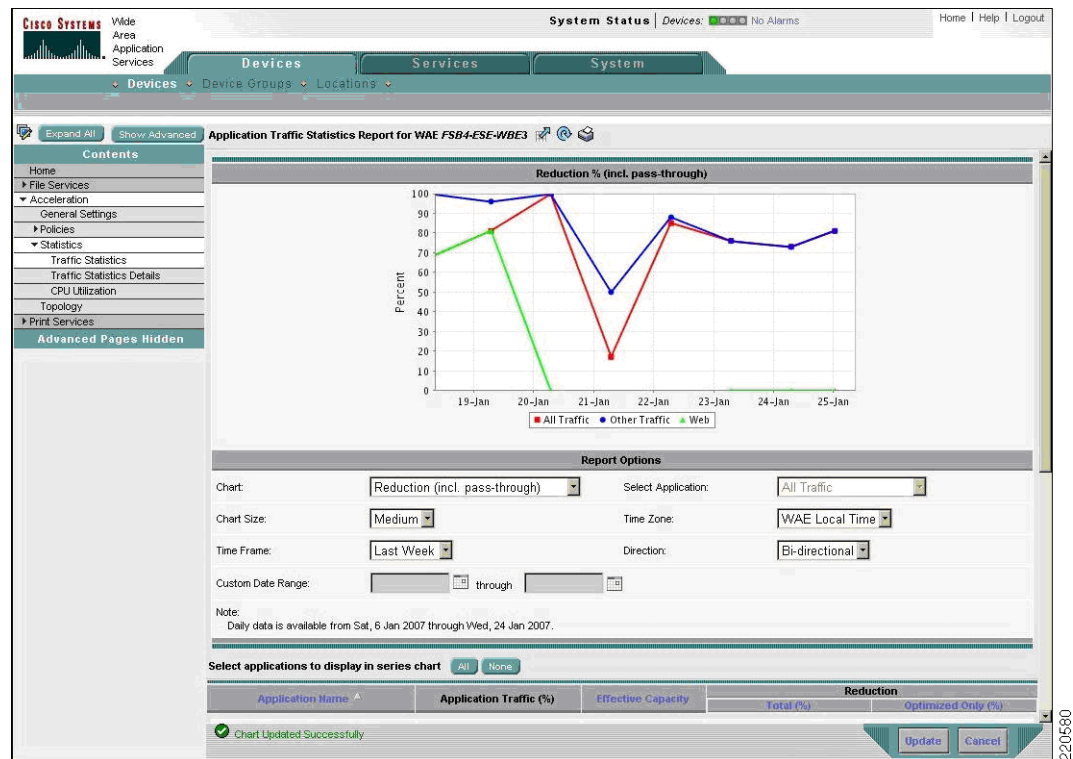 CISCO SYSTEMS
Wide
Area
Application
Services
System Status | Devices: No Alarms
Home | Help | Logout
Devices Services System
Devices Device Groups Locations
Expand All Show Advanced
Application Traffic Statistics Report for WAE FSB4-ESE-WBE3
Contents
Home
File Services
Acceleration
General Settings
Policies
Statistics
Traffic Statistics
Traffic Statistics Details
CPU Utilization
Topology
Print Services
Advanced Pages Hidden
Reduction % (incl. pass-through)
Percent
100
90
80
70
60
50
40
30
20
10
0
19-Jan 20-Jan 21-Jan 22-Jan 23-Jan 24-Jan 25-Jan
All Traffic Other Traffic Web
Report Options
Chart: Reduction (incl. pass-through) Select Application: All Traffic
Chart Size: Medium Time Zone: WAE Local Time
Time Frame: Last Week Direction: Bi-directional
Custom Date Range: through
Note:
Daily data is available from Sat, 6 Jan 2007 through Wed, 24 Jan 2007.
Select applications to display in series chart All None
Application Name Application Traffic (%) Effective Capacity Reduction
Total (%) Optimized Only (%)
Chart Updated Successfully
Update Cancel
220580